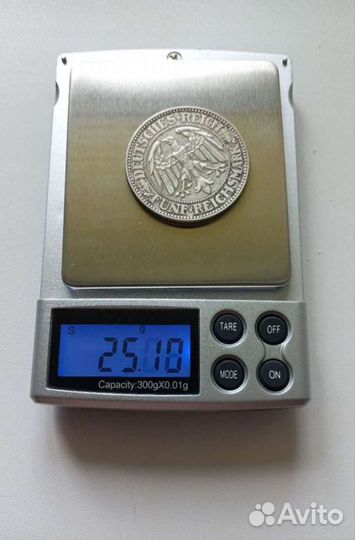 DEUTSCHES·REICH
FÜNF·REICHSMARK
S g
25.10
TARE OFF
MODE ON
Capacity:300gX0.01g
Avito